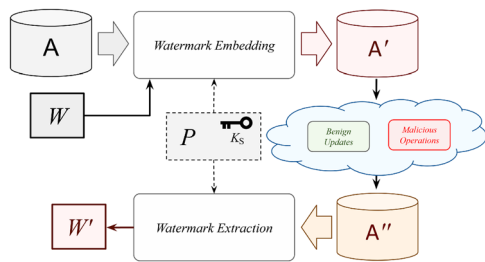 A
Watermark Embedding
A′
W
P
K_S
Benign
Updates
Malicious
Operations
W'
Watermark Extraction
A″